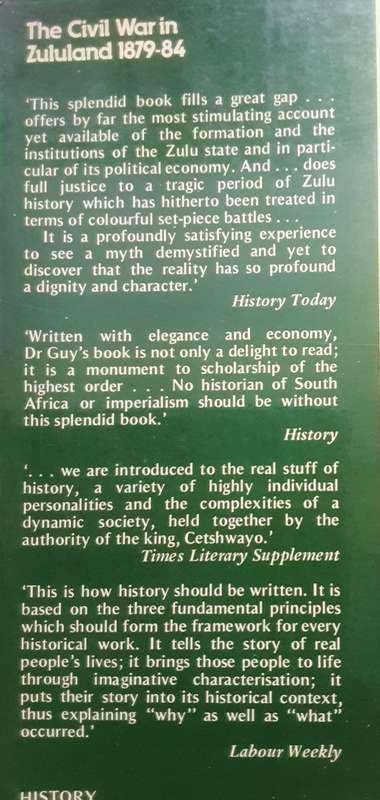 The Civil War in
Zululand 1879-84
'This splendid book fills a great gap . . .
offers by far the most stimulating account
yet available of the formation and the
institutions of the Zulu state and in parti-
cular of its political economy. And . . . does
full justice to a tragic period of Zulu
history which has hitherto been treated in
terms of colourful set-piece battles . . .
It is a profoundly satisfying experience
to see a myth demystified and yet to
discover that the reality has so profound
a dignity and character.'
History Today
'Written with elegance and economy,
Dr Guy's book is not only a delight to read;
it is a monument to scholarship of the
highest order . . . No historian of South
Africa or imperialism should be without
this splendid book.'
History
'. . . we are introduced to the real stuff of
history, a variety of highly individual
personalities and the complexities of a
dynamic society, held together by the
authority of the king, Cetshwayo.'
Times Literary Supplement
'This is how history should be written. It is
based on the three fundamental principles
which should form the framework for every
historical work. It tells the story of real
people's lives; it brings those people to life
through imaginative characterisation; it
puts their story into its historical context,
thus explaining "why" as well as "what"
occurred.'
Labour Weekly
HISTORY